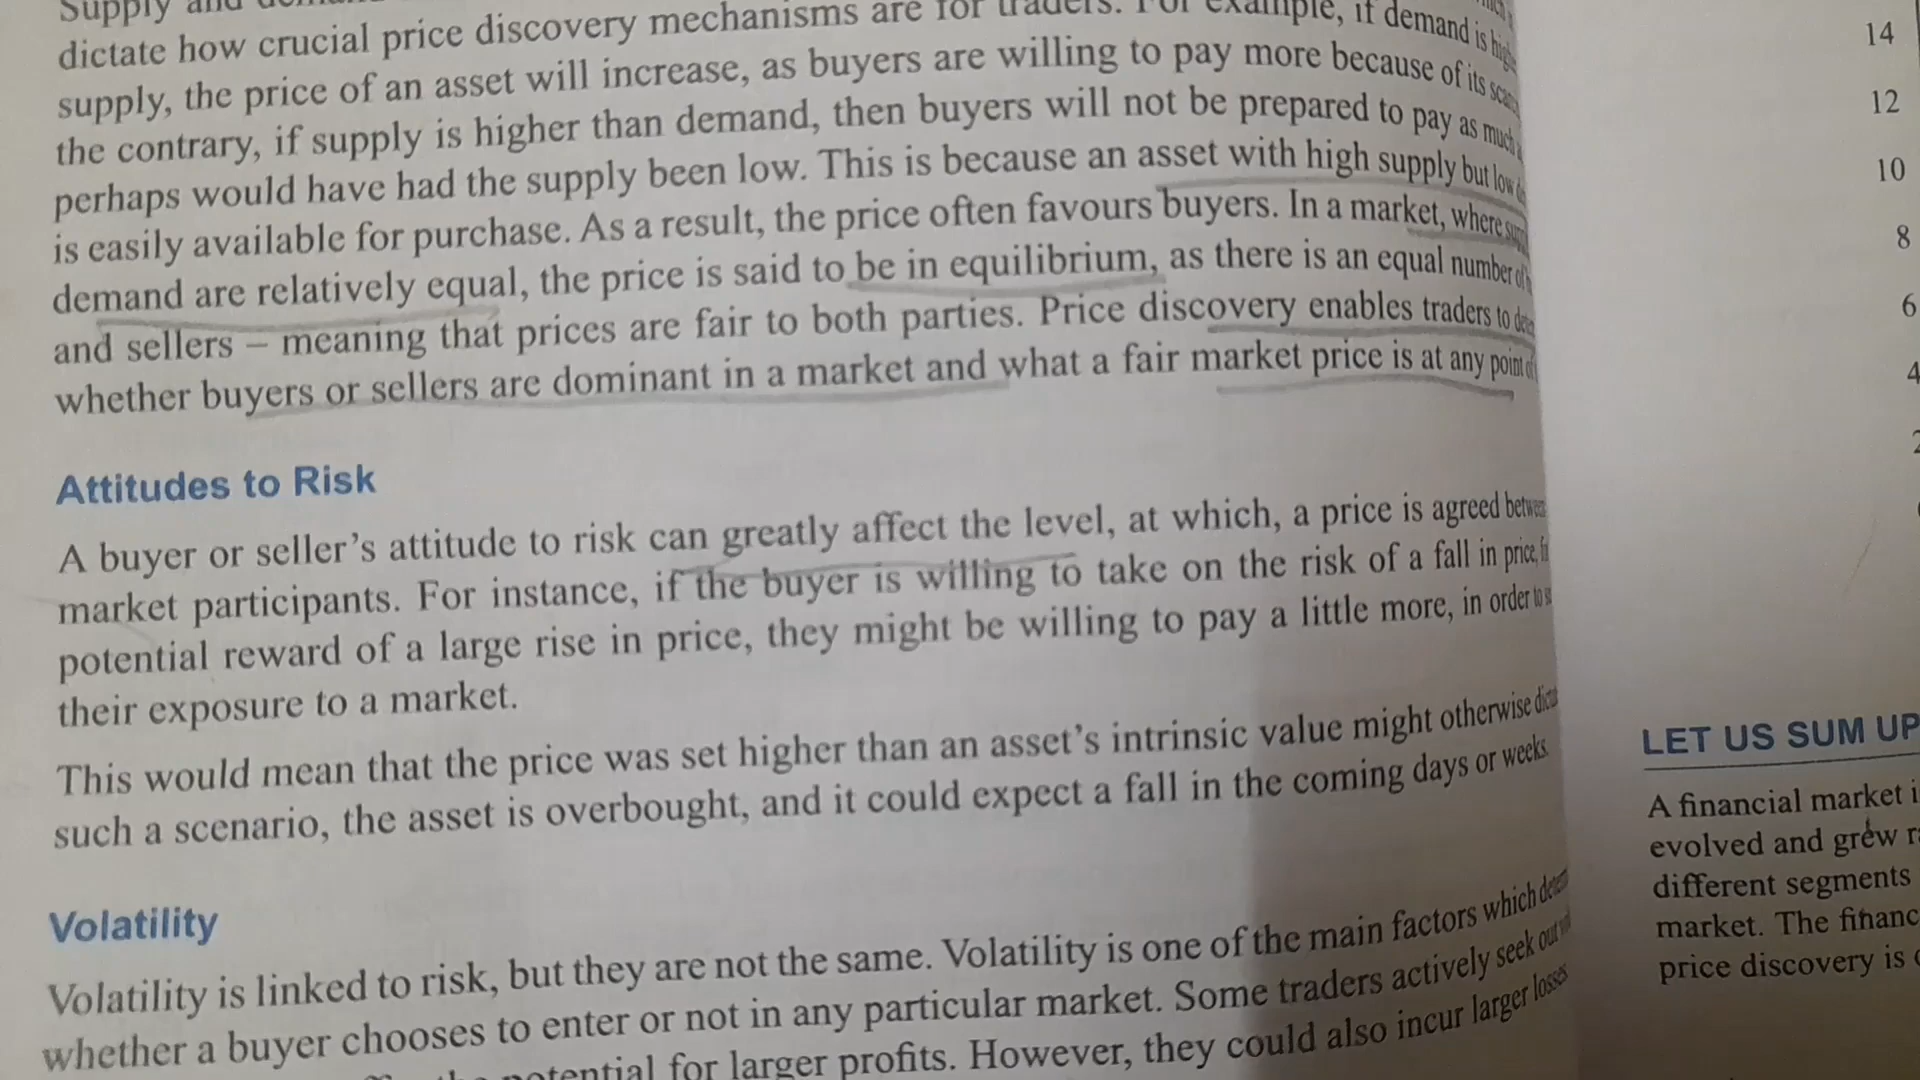 Supply and
dictate how crucial price discovery mechanisms are for traders. For example, if demand is
supply, the price of an asset will increase, as buyers are willing to pay more because of its
the contrary, if supply is higher than demand, then buyers will not be prepared to pay as much
perhaps would have had the supply been low. This is because an asset with high supply but low
is easily available for purchase. As a result, the price often favours buyers. In a market, where
demand are relatively equal, the price is said to be in equilibrium, as there is an equal number of
and sellers – meaning that prices are fair to both parties. Price discovery enables traders to
whether buyers or sellers are dominant in a market and what a fair market price is at any point of
Attitudes to Risk
A buyer or seller's attitude to risk can greatly affect the level, at which, a price is agreed between
market participants. For instance, if the buyer is willing to take on the risk of a fall in price,
potential reward of a large rise in price, they might be willing to pay a little more, in order to
their exposure to a market.
This would mean that the price was set higher than an asset's intrinsic value might otherwise
such a scenario, the asset is overbought, and it could expect a fall in the coming days or weeks.
Volatility
Volatility is linked to risk, but they are not the same. Volatility is one of the main factors which
whether a buyer chooses to enter or not in any particular market. Some traders actively seek out
potential for larger profits. However, they could also incur larger losses
14
12
10
8
6
4
2
LET US SUM UP
A financial market
evolved and grew
different segments
market. The
price discovery is